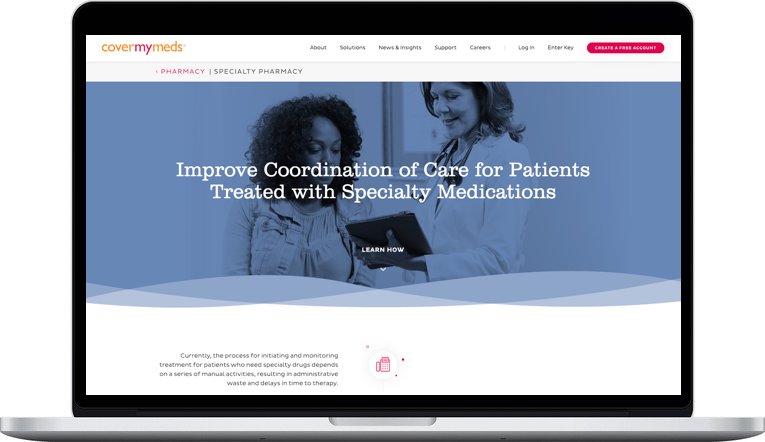 covermymeds®
About Solutions News & Insights Support Careers | Log In Enter Key CREATE A FREE ACCOUNT
‹ PHARMACY | SPECIALTY PHARMACY
Improve Coordination of Care for Patients
Treated with Specialty Medications
LEARN HOW
Currently, the process for initiating and monitoring
treatment for patients who need specialty drugs depends
on a series of manual activities, resulting in administrative
waste and delays in time to therapy.